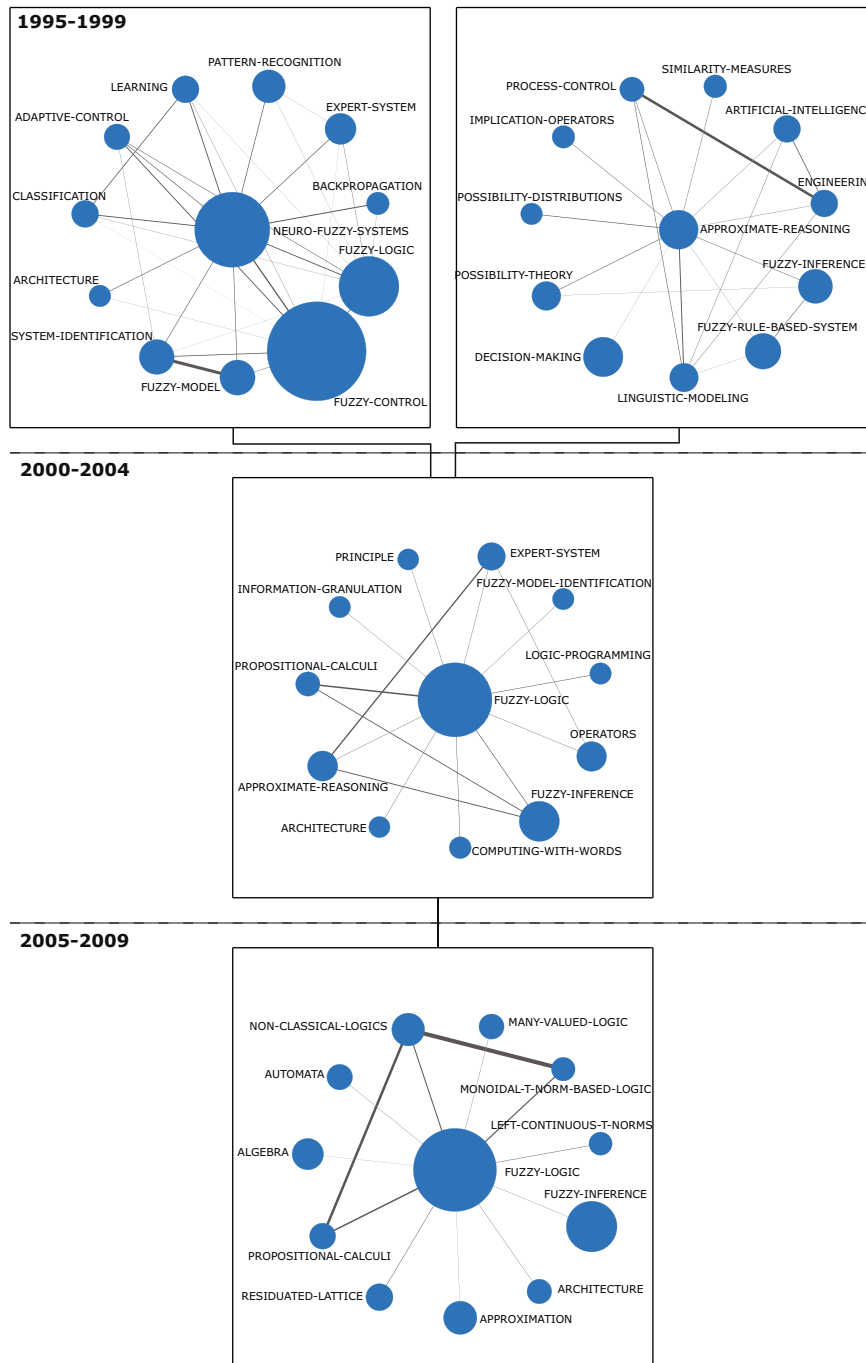 1995-1999
PATTERN-RECOGNITION
LEARNING
EXPERT-SYSTEM
ADAPTIVE-CONTROL
BACKPROPAGATION
CLASSIFICATION
NEURO-FUZZY-SYSTEMS
FUZZY-LOGIC
ARCHITECTURE
SYSTEM-IDENTIFICATION
FUZZY-MODEL
FUZZY-CONTROL
SIMILARITY-MEASURES
PROCESS-CONTROL
ARTIFICIAL-INTELLIGENC
IMPLICATION-OPERATORS
ENGINEERIN
POSSIBILITY-DISTRIBUTIONS
APPROXIMATE-REASONING
FUZZY-INFERENCE
POSSIBILITY-THEORY
FUZZY-RULE-BASED-SYSTEM
DECISION-MAKING
LINGUISTIC-MODELING
2000-2004
EXPERT-SYSTEM
PRINCIPLE
FUZZY-MODEL-IDENTIFICATION
INFORMATION-GRANULATION
LOGIC-PROGRAMMING
PROPOSITIONAL-CALCULI
FUZZY-LOGIC
OPERATORS
APPROXIMATE-REASONING
FUZZY-INFERENCE
ARCHITECTURE
COMPUTING-WITH-WORDS
2005-2009
NON-CLASSICAL-LOGICS
MANY-VALUED-LOGIC
AUTOMATA
MONOIDAL-T-NORM-BASED-LOGIC
LEFT-CONTINUOUS-T-NORMS
ALGEBRA
FUZZY-LOGIC
FUZZY-INFERENCE
PROPOSITIONAL-CALCULI
ARCHITECTURE
RESIDUATED-LATTICE
APPROXIMATION